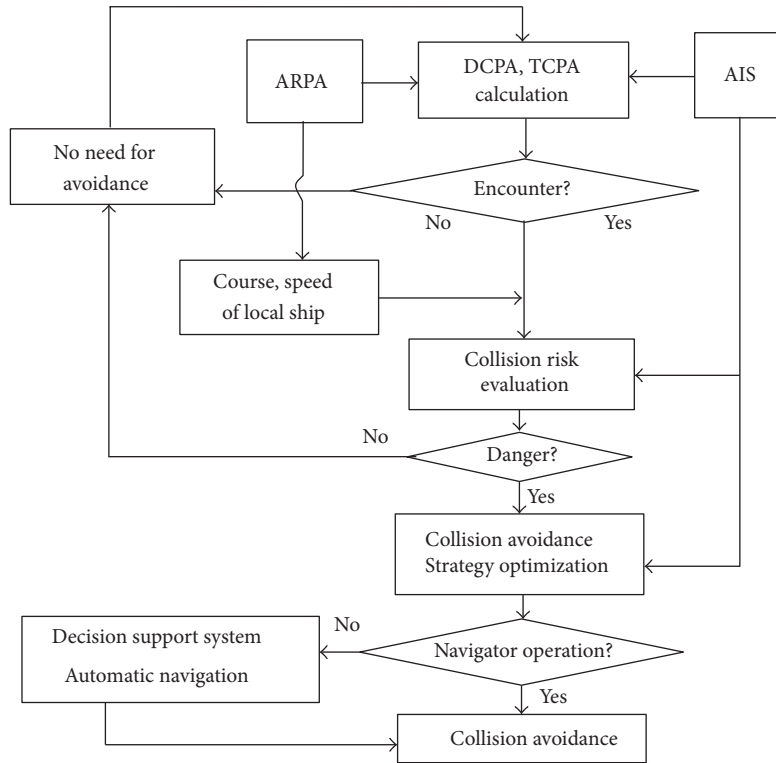 ARPA
DCPA, TCPA
calculation
AIS
No need for
avoidance
Encounter?
No
Yes
Course, speed
of local ship
Collision risk
evaluation
No
Danger?
Yes
Collision avoidance
Strategy optimization
Decision support system
Automatic navigation
No
Navigator operation?
Yes
Collision avoidance